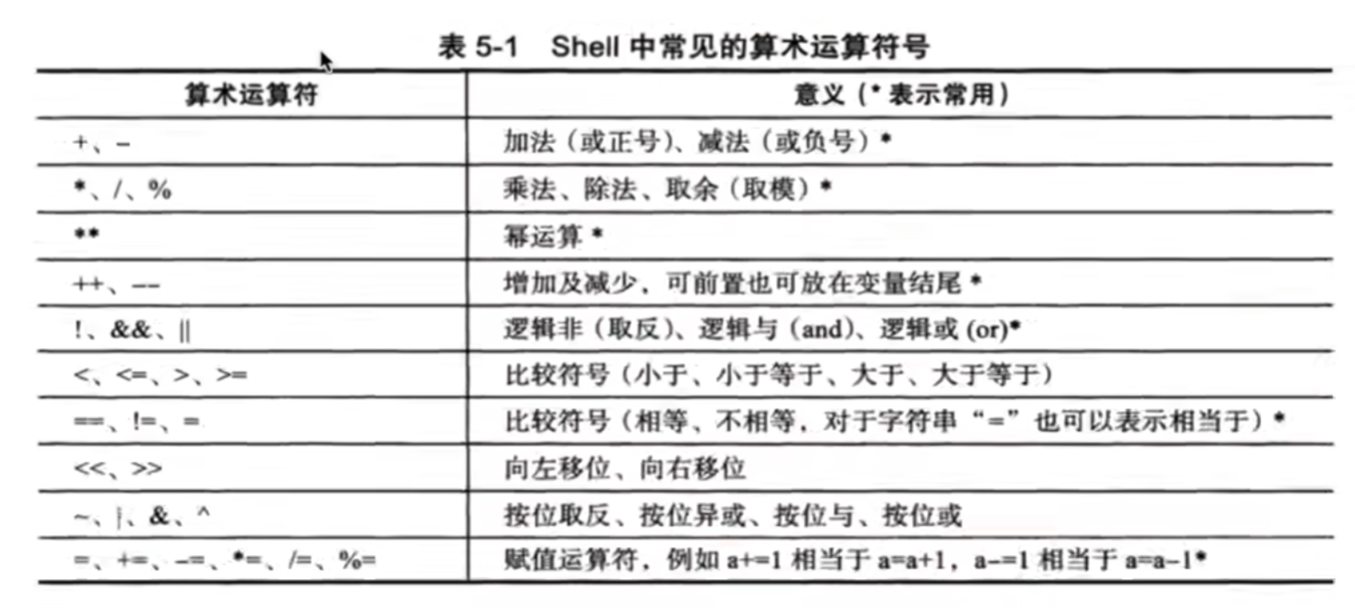 表 5-1 Shell 中常见的算术运算符号
算术运算符 意义（* 表示常用）
+、- 加法（或正号）、减法（或负号）*
*、/、% 乘法、除法、取余（取模）*
** 幂运算 *
++、-- 增加及减少，可前置也可放在变量结尾 *
!、&&、|| 逻辑非（取反）、逻辑与（and）、逻辑或 (or)*
<、<=、>、>= 比较符号（小于、小于等于、大于、大于等于）
==、!=、= 比较符号（相等、不相等，对于字符串“=”也可以表示相当于）*
<<、>> 向左移位、向右移位
~、|、&、^ 按位取反、按位异或、按位与、按位或
=、+=、-=、*=、/=、%= 赋值运算符，例如 a+=1 相当于 a=a+1，a-=1 相当于 a=a-1*